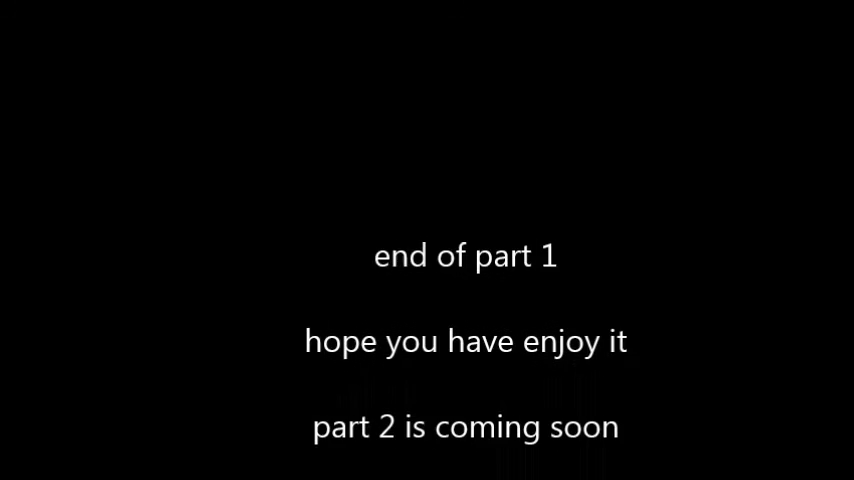 end of part 1
hope you have enjoy it
part 2 is coming soon